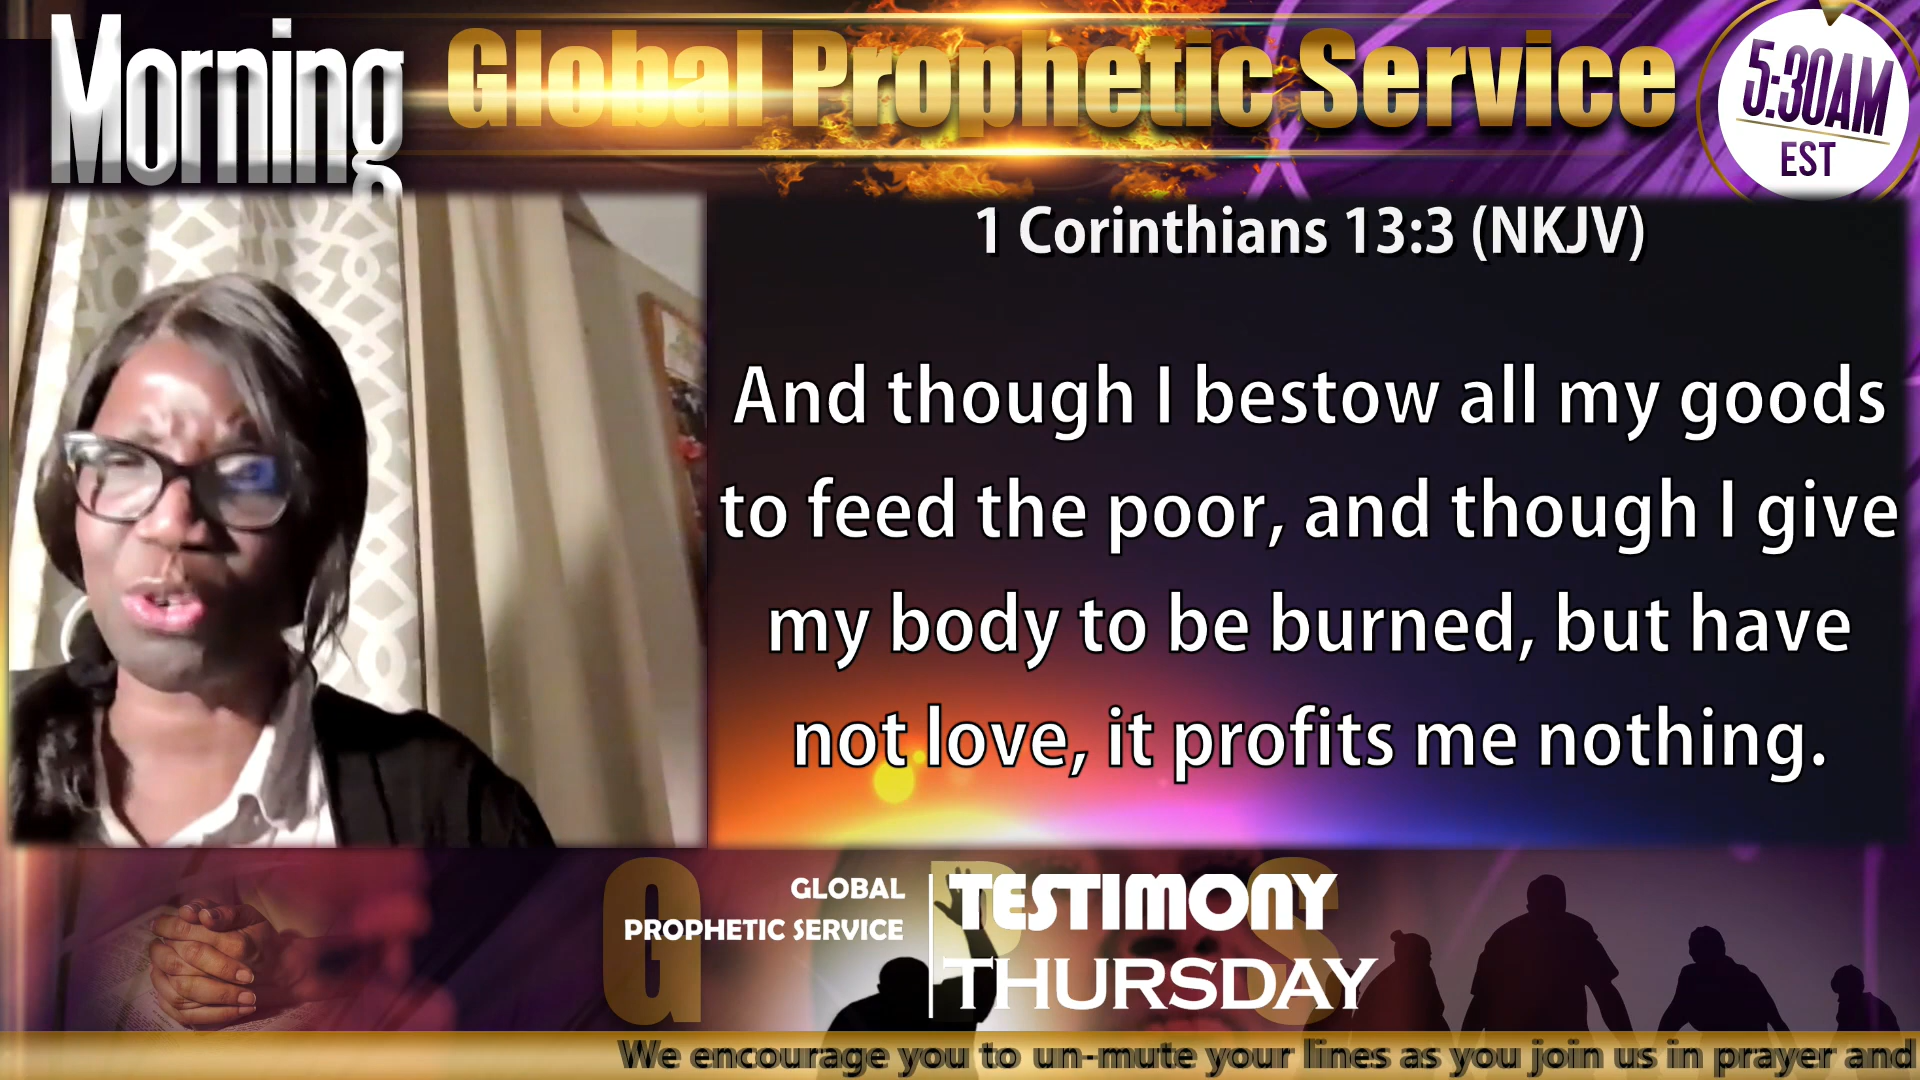 Morning Global Prophetic Service
5:30AM
EST
1 Corinthians 13:3 (NKJV)
And though I bestow all my goods
to feed the poor, and though I give
my body to be burned, but have
not love, it profits me nothing.
G P S
GLOBAL
PROPHETIC SERVICE
TESTIMONY
THURSDAY
We encourage you to un-mute your lines as you join us in prayer and